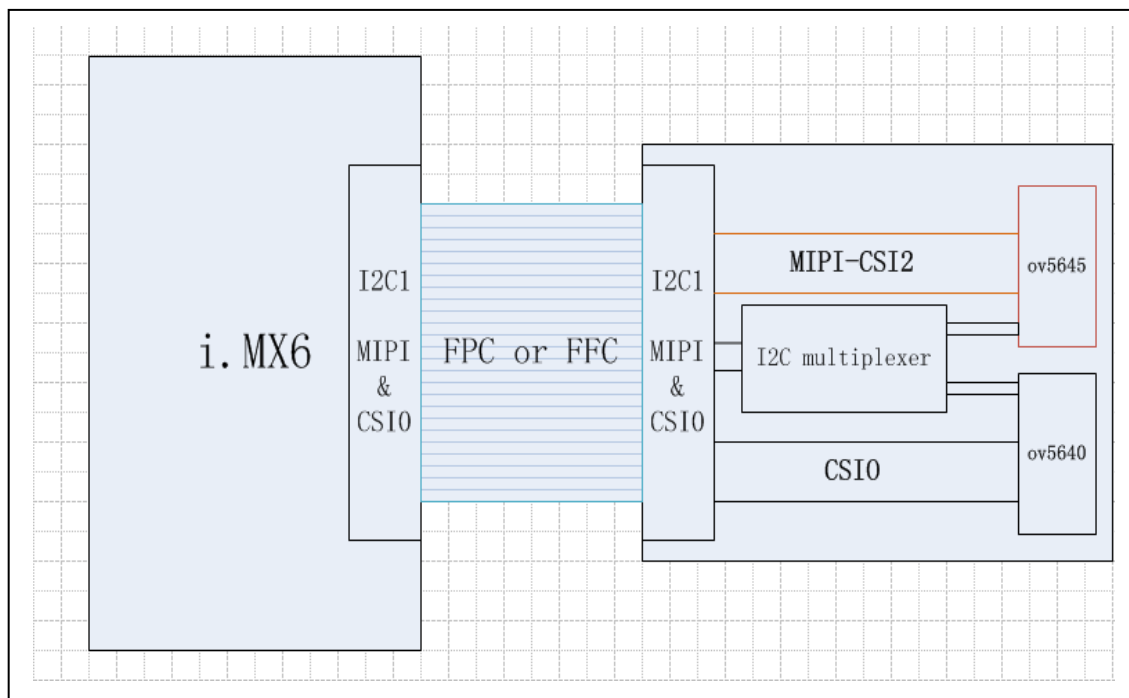 i.MX6
I2C1
MIPI
&
CSI0
FPC or FFC
I2C1
MIPI
&
CSI0
MIPI-CSI2
I2C multiplexer
CSI0
ov5645
ov5640